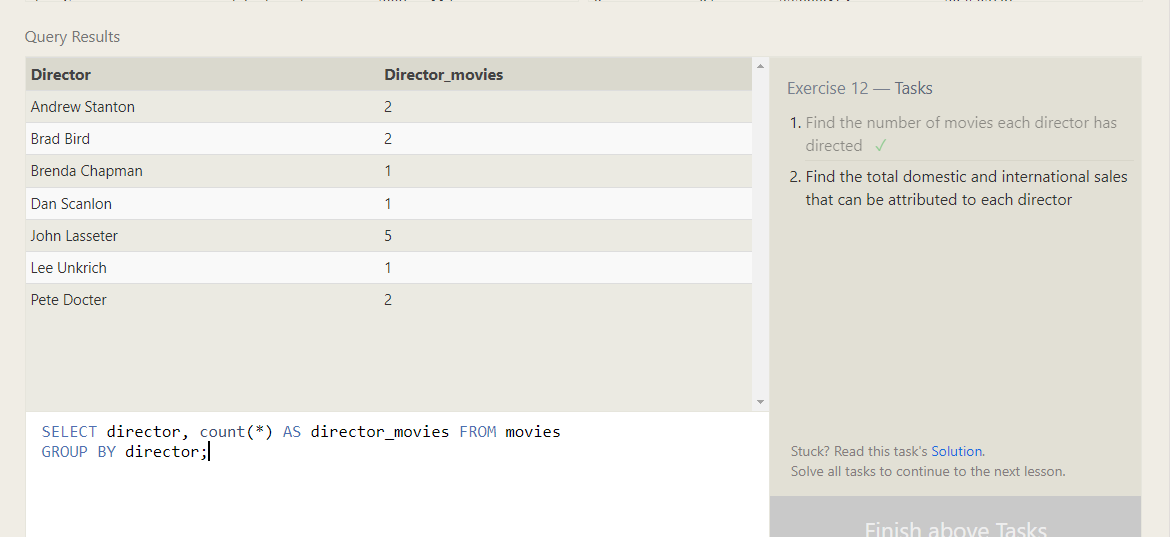 Query Results
Director Director_movies
Andrew Stanton 2
Brad Bird 2
Brenda Chapman 1
Dan Scanlon 1
John Lasseter 5
Lee Unkrich 1
Pete Docter 2
SELECT director, count(*) AS director_movies FROM movies
GROUP BY director;
Exercise 12 — Tasks
1. Find the number of movies each director has
directed ✓
2. Find the total domestic and international sales
that can be attributed to each director
Stuck? Read this task's Solution.
Solve all tasks to continue to the next lesson.
Finish above Tasks